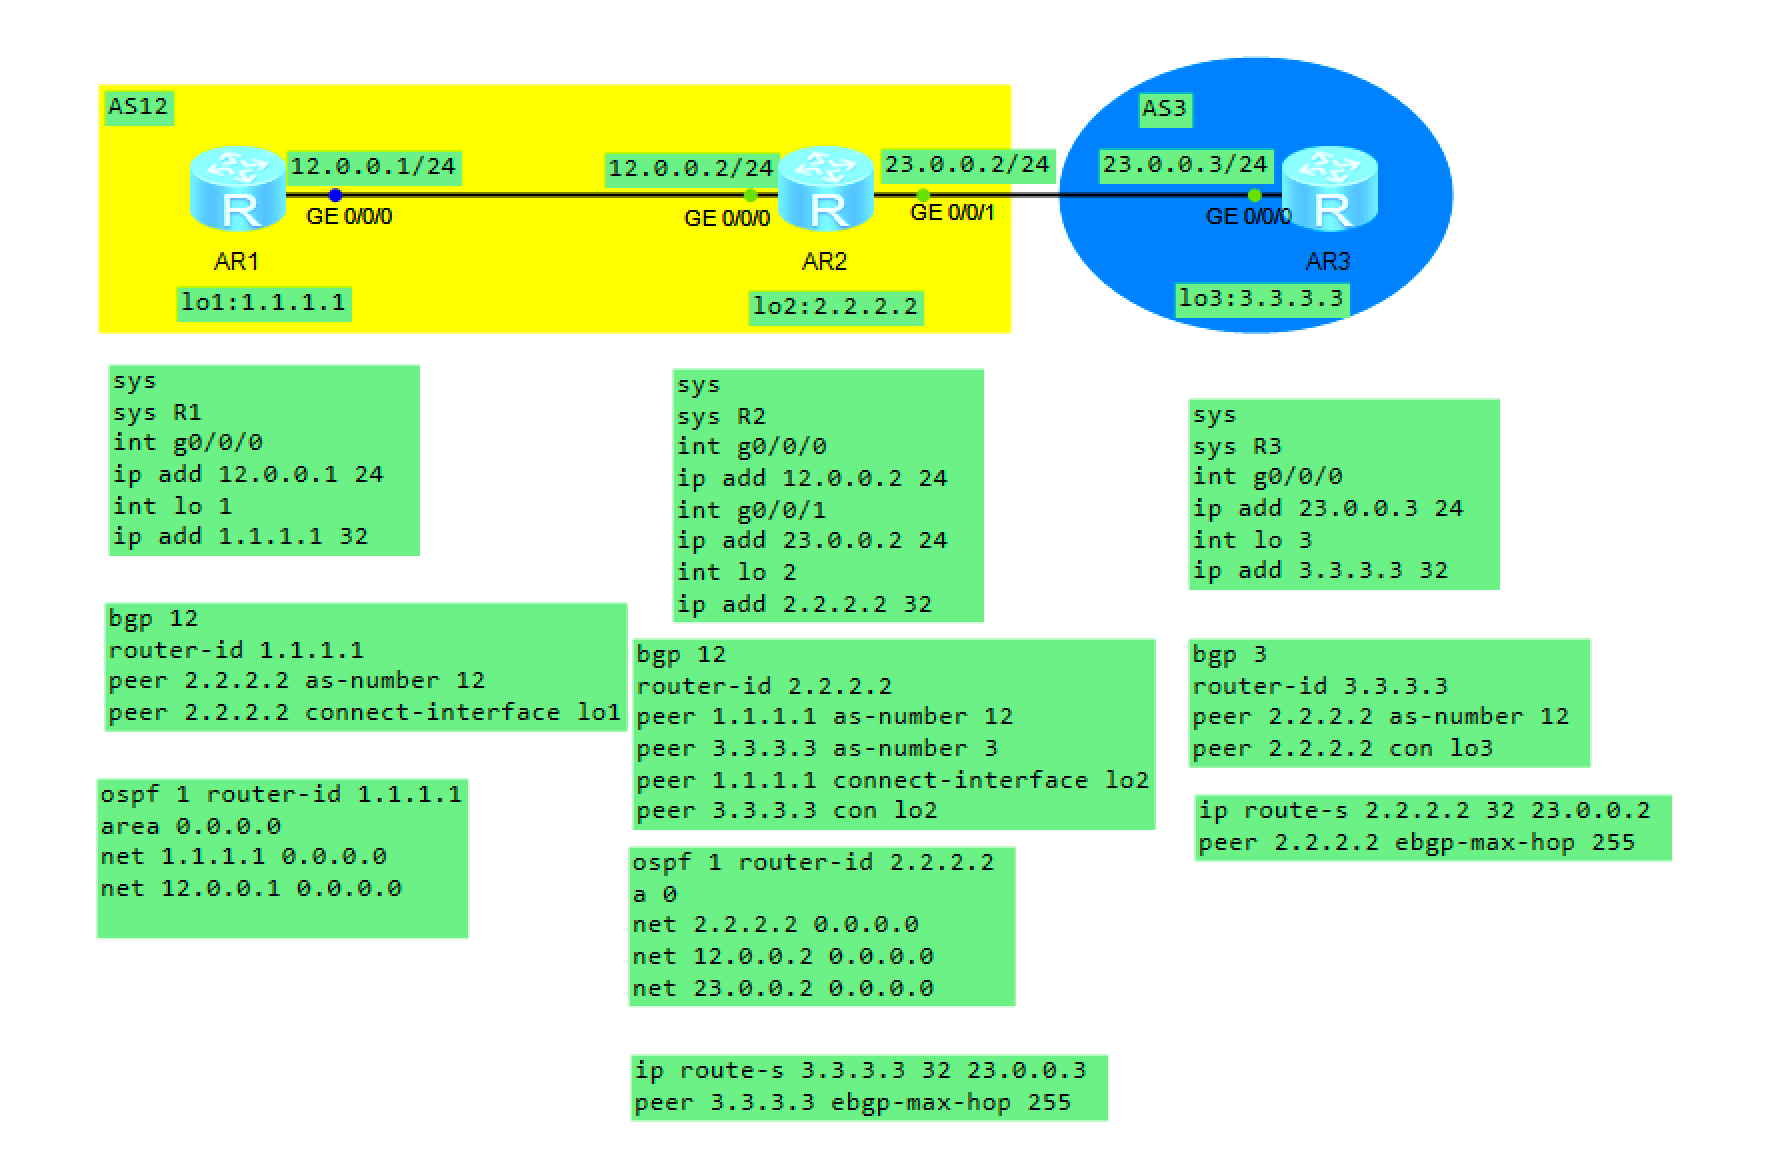 AS12
AS3
12.0.0.1/24
12.0.0.2/24
23.0.0.2/24
23.0.0.3/24
R
R
R
GE 0/0/0
GE 0/0/0
GE 0/0/1
GE 0/0/0
AR1
AR2
AR3
lo1:1.1.1.1
lo2:2.2.2.2
lo3:3.3.3.3
sys
sys R1
int g0/0/0
ip add 12.0.0.1 24
int lo 1
ip add 1.1.1.1 32
sys
sys R2
int g0/0/0
ip add 12.0.0.2 24
int g0/0/1
ip add 23.0.0.2 24
int lo 2
ip add 2.2.2.2 32
sys
sys R3
int g0/0/0
ip add 23.0.0.3 24
int lo 3
ip add 3.3.3.3 32
bgp 12
router-id 1.1.1.1
peer 2.2.2.2 as-number 12
peer 2.2.2.2 connect-interface lo1
bgp 12
router-id 2.2.2.2
peer 1.1.1.1 as-number 12
peer 3.3.3.3 as-number 3
peer 1.1.1.1 connect-interface lo2
peer 3.3.3.3 con lo2
bgp 3
router-id 3.3.3.3
peer 2.2.2.2 as-number 12
peer 2.2.2.2 con lo3
ospf 1 router-id 1.1.1.1
area 0.0.0.0
net 1.1.1.1 0.0.0.0
net 12.0.0.1 0.0.0.0
ospf 1 router-id 2.2.2.2
a 0
net 2.2.2.2 0.0.0.0
net 12.0.0.2 0.0.0.0
net 23.0.0.2 0.0.0.0
ip route-s 2.2.2.2 32 23.0.0.2
peer 2.2.2.2 ebgp-max-hop 255
ip route-s 3.3.3.3 32 23.0.0.3
peer 3.3.3.3 ebgp-max-hop 255